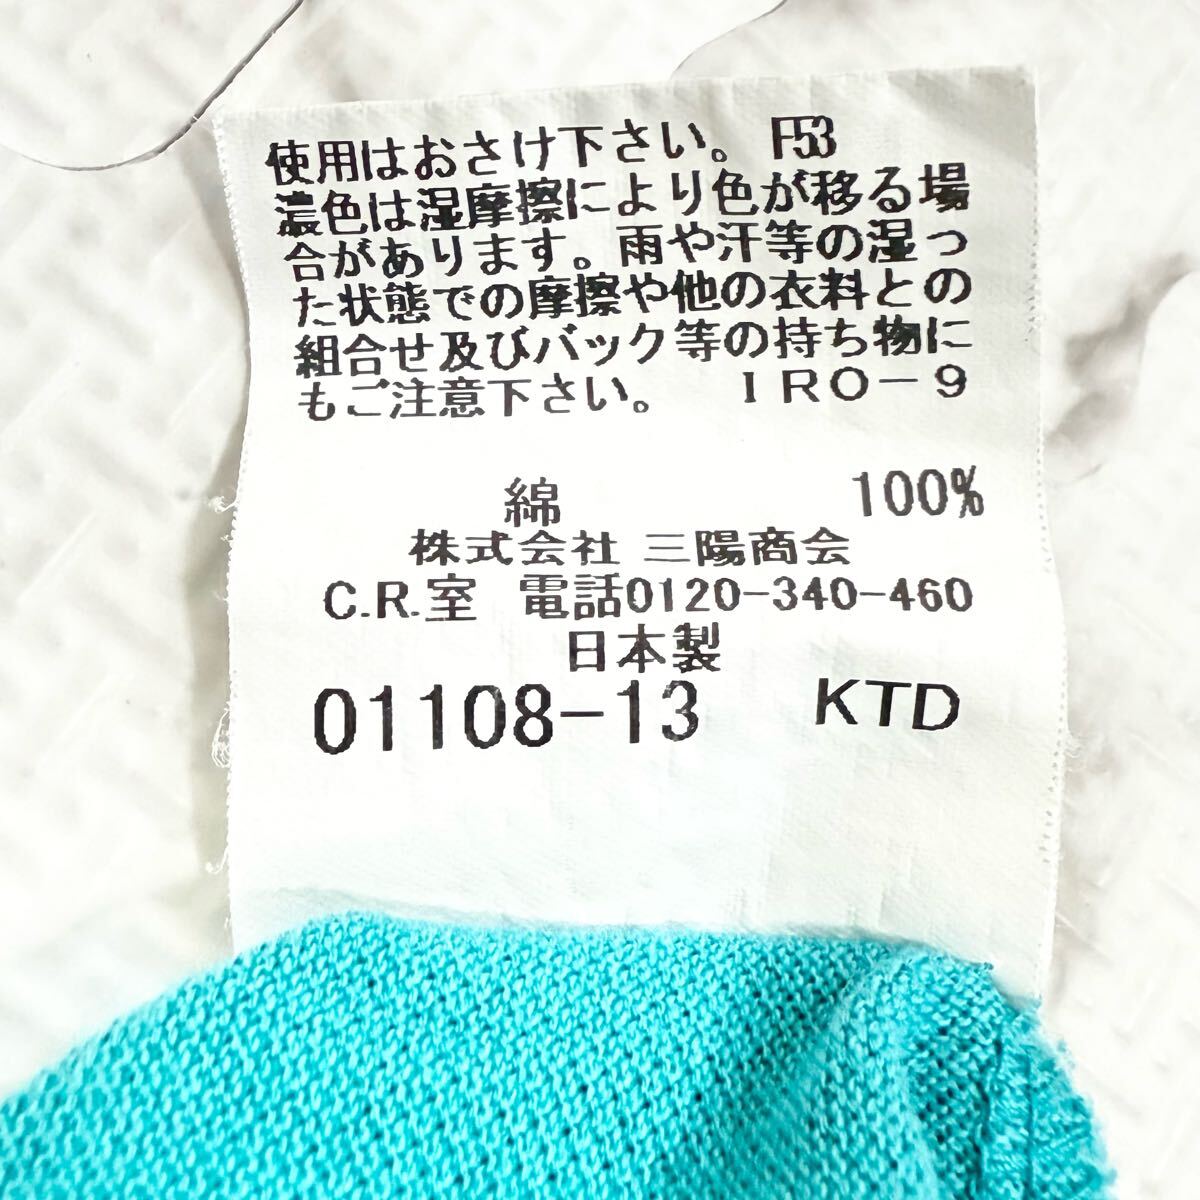 使用はおさけ下さい。 F53
濃色は湿摩擦により色が移る場
合があります。雨や汗等の湿っ
た状態での摩擦や他の衣料との
組合せ及びバック等の持ち物に
もご注意下さい。 IRO-9
綿 100%
株式会社 三陽商会
C.R.室 電話0120-340-460
日本製
01108-13 KTD